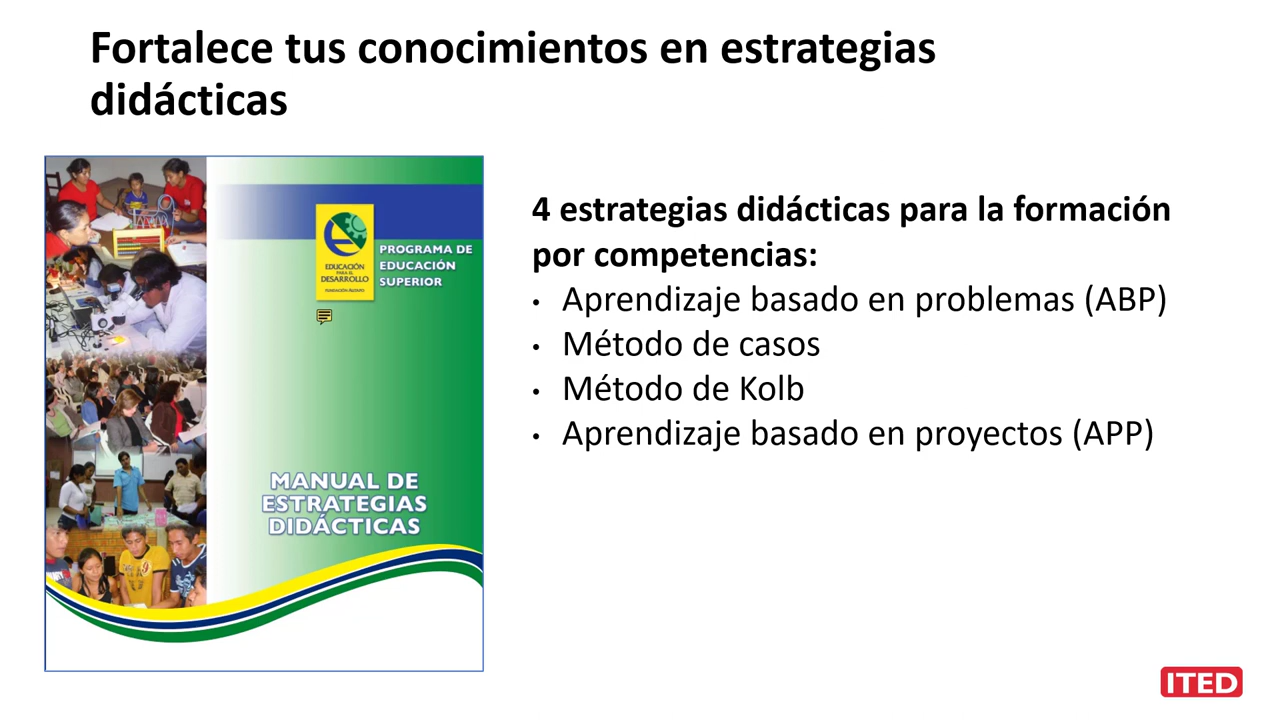 Fortalece tus conocimientos en estrategias
didácticas
PROGRAMA DE
EDUCACIÓN
SUPERIOR
EDUCACIÓN
PARA EL
DESARROLLO
FUNDACIÓN AUTAPO
MANUAL DE
ESTRATEGIAS
DIDÁCTICAS
4 estrategias didácticas para la formación
por competencias:
• Aprendizaje basado en problemas (ABP)
• Método de casos
• Método de Kolb
• Aprendizaje basado en proyectos (APP)
ITED